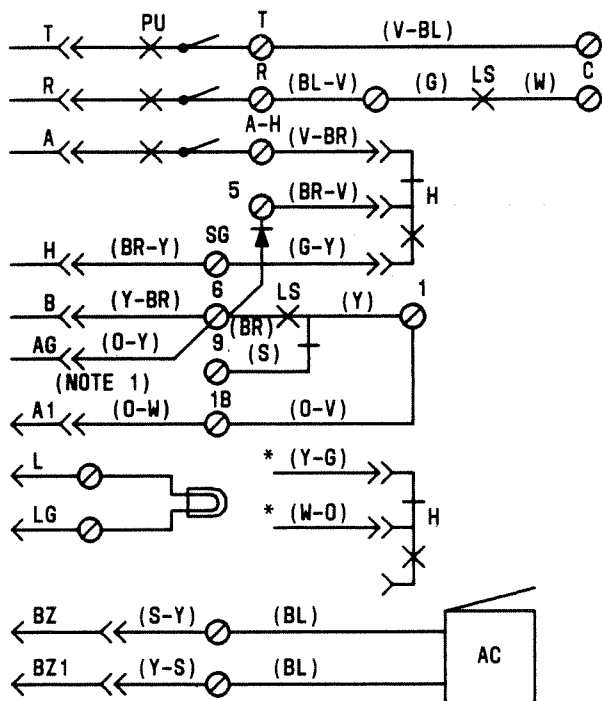 T PU T (V-BL)
R R (BL-V) (G) LS (W) C
A A-H (V-BR)
5 (BR-V) H
H (BR-Y) SG (G-Y)
B (Y-BR) 6 LS (Y) 1
(BR)
AG (O-Y) 9 (S)
(NOTE 1)
A1 (O-W) 1B (O-V)
L * (Y-G)
LG * (W-O) H
BZ (S-Y) (BL)
AC
BZ1 (Y-S) (BL)